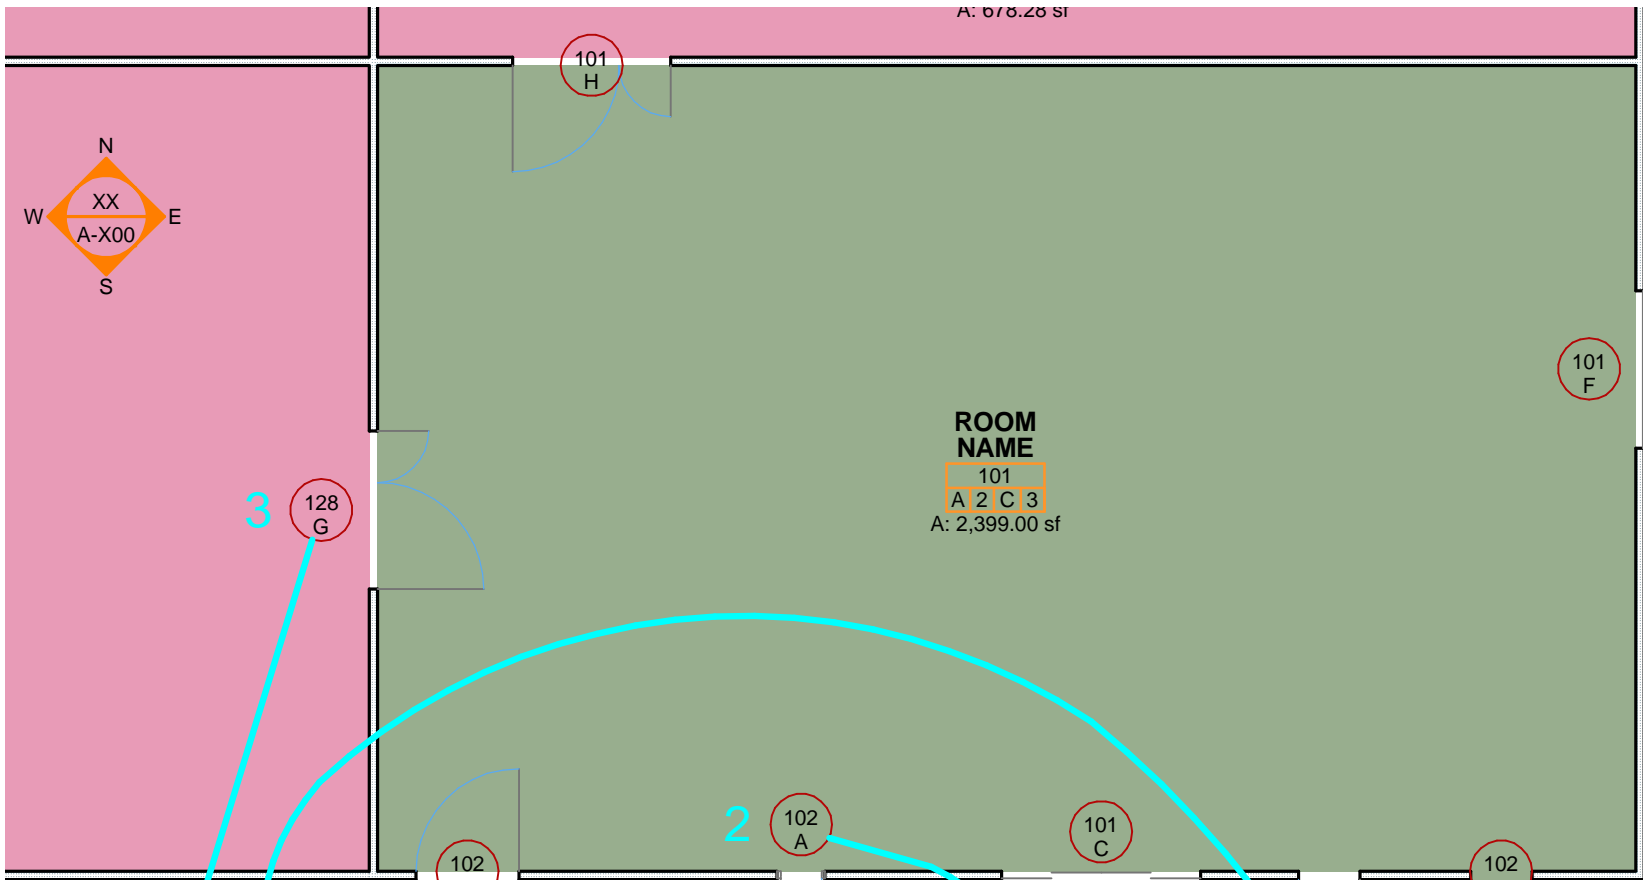 A: 678.28 sf
101
H
N
XX
W
E
A-X00
S
101
F
ROOM
NAME
101
A 2 C 3
A: 2,399.00 sf
3
128
G
2
102
A
101
C
102
102